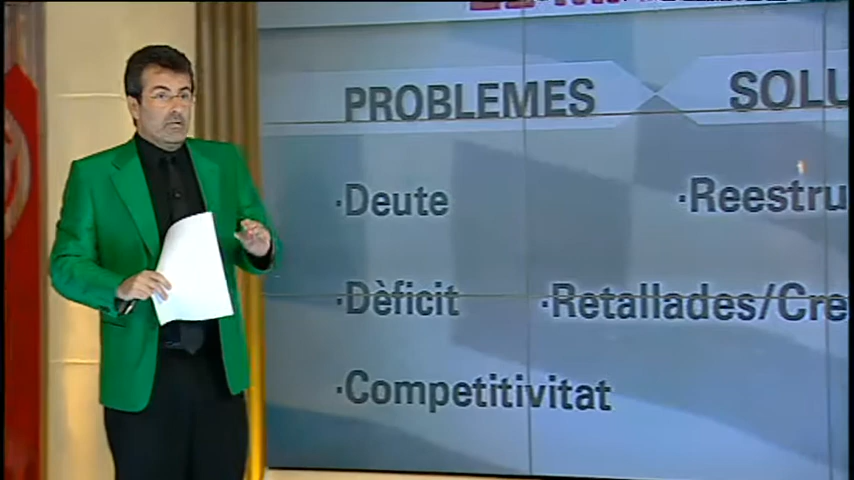 PROBLEMES SOLU
·Deute ·Reestru
·Dèficit ·Retallades/Cre
·Competitivitat